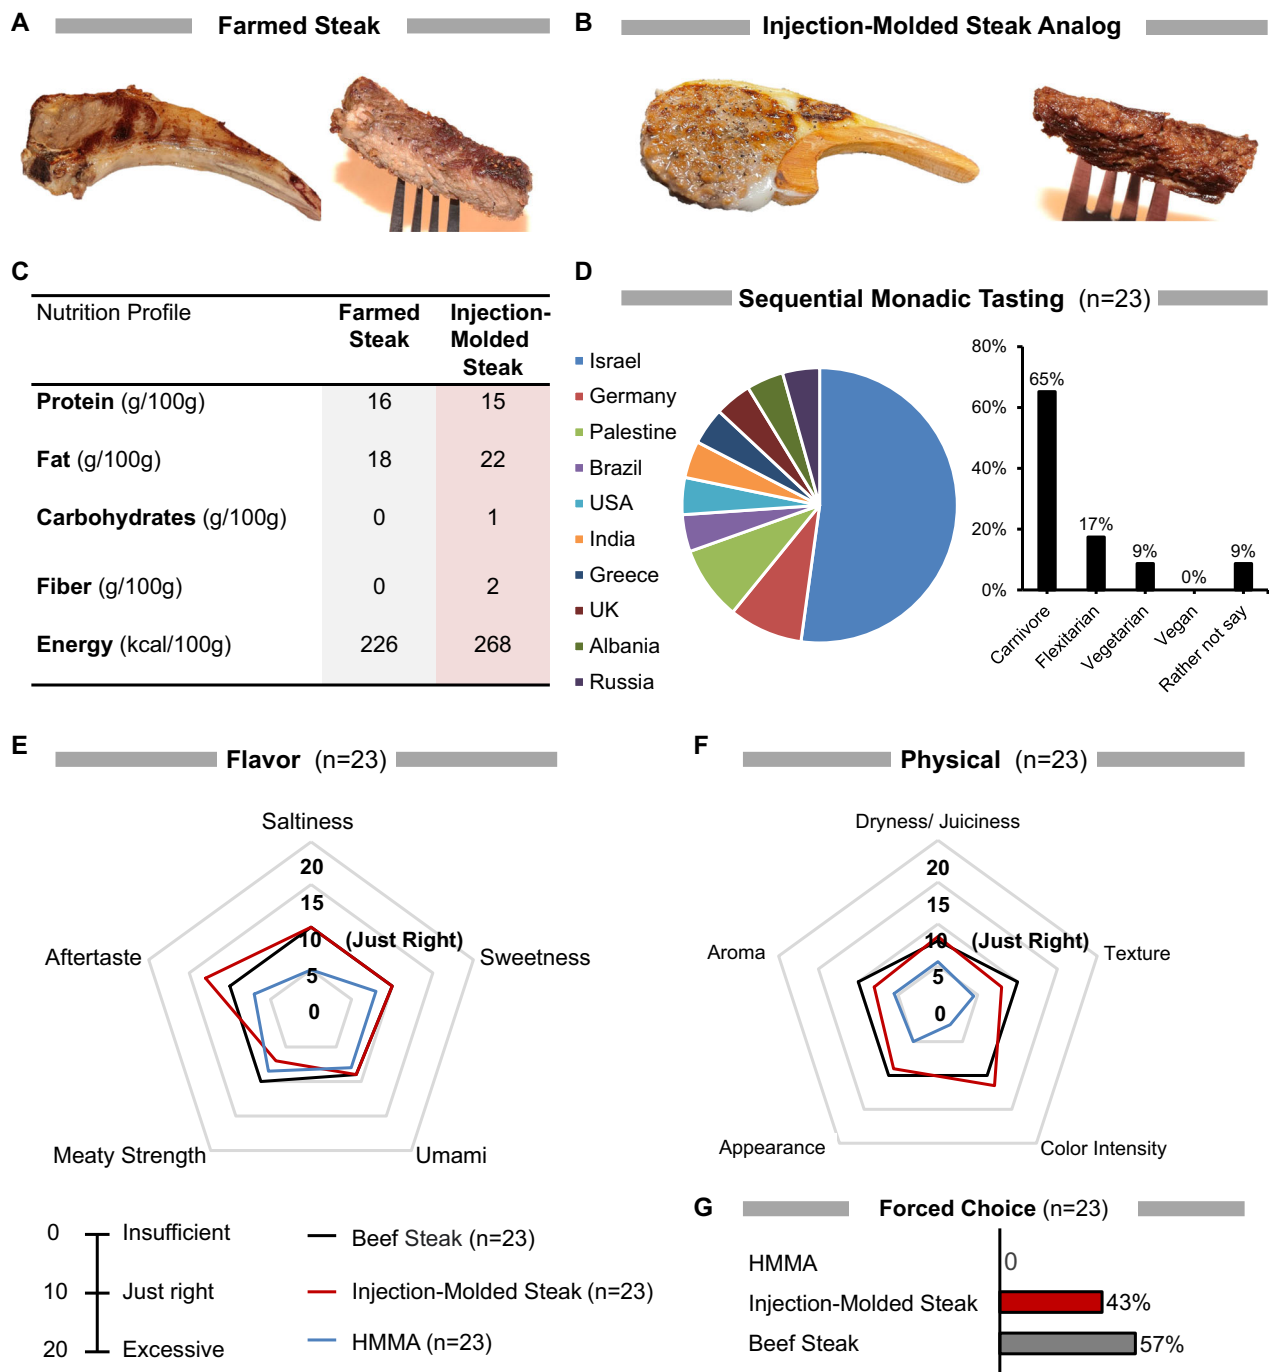 A
Farmed Steak
B
Injection-Molded Steak Analog
C
Nutrition Profile
Farmed
Steak
Injection-
Molded
Steak
Protein (g/100g) 16 15
Fat (g/100g) 18 22
Carbohydrates (g/100g) 0 1
Fiber (g/100g) 0 2
Energy (kcal/100g) 226 268
D
Sequential Monadic Tasting (n=23)
Israel
Germany
Palestine
Brazil
USA
India
Greece
UK
Albania
Russia
80%
60%
40%
20%
0%
65%
17%
9%
0%
9%
Carnivore
Flexitarian
Vegetarian
Vegan
Rather not say
E
Flavor (n=23)
Saltiness
20
15
10 (Just Right)
5
0
Aftertaste
Sweetness
Meaty Strength
Umami
0 Insufficient
10 Just right
20 Excessive
Beef Steak (n=23)
Injection-Molded Steak (n=23)
HMMA (n=23)
F
Physical (n=23)
Dryness/ Juiciness
20
15
10 (Just Right)
5
0
Aroma
Texture
Appearance
Color Intensity
G
Forced Choice (n=23)
HMMA 0
Injection-Molded Steak 43%
Beef Steak 57%